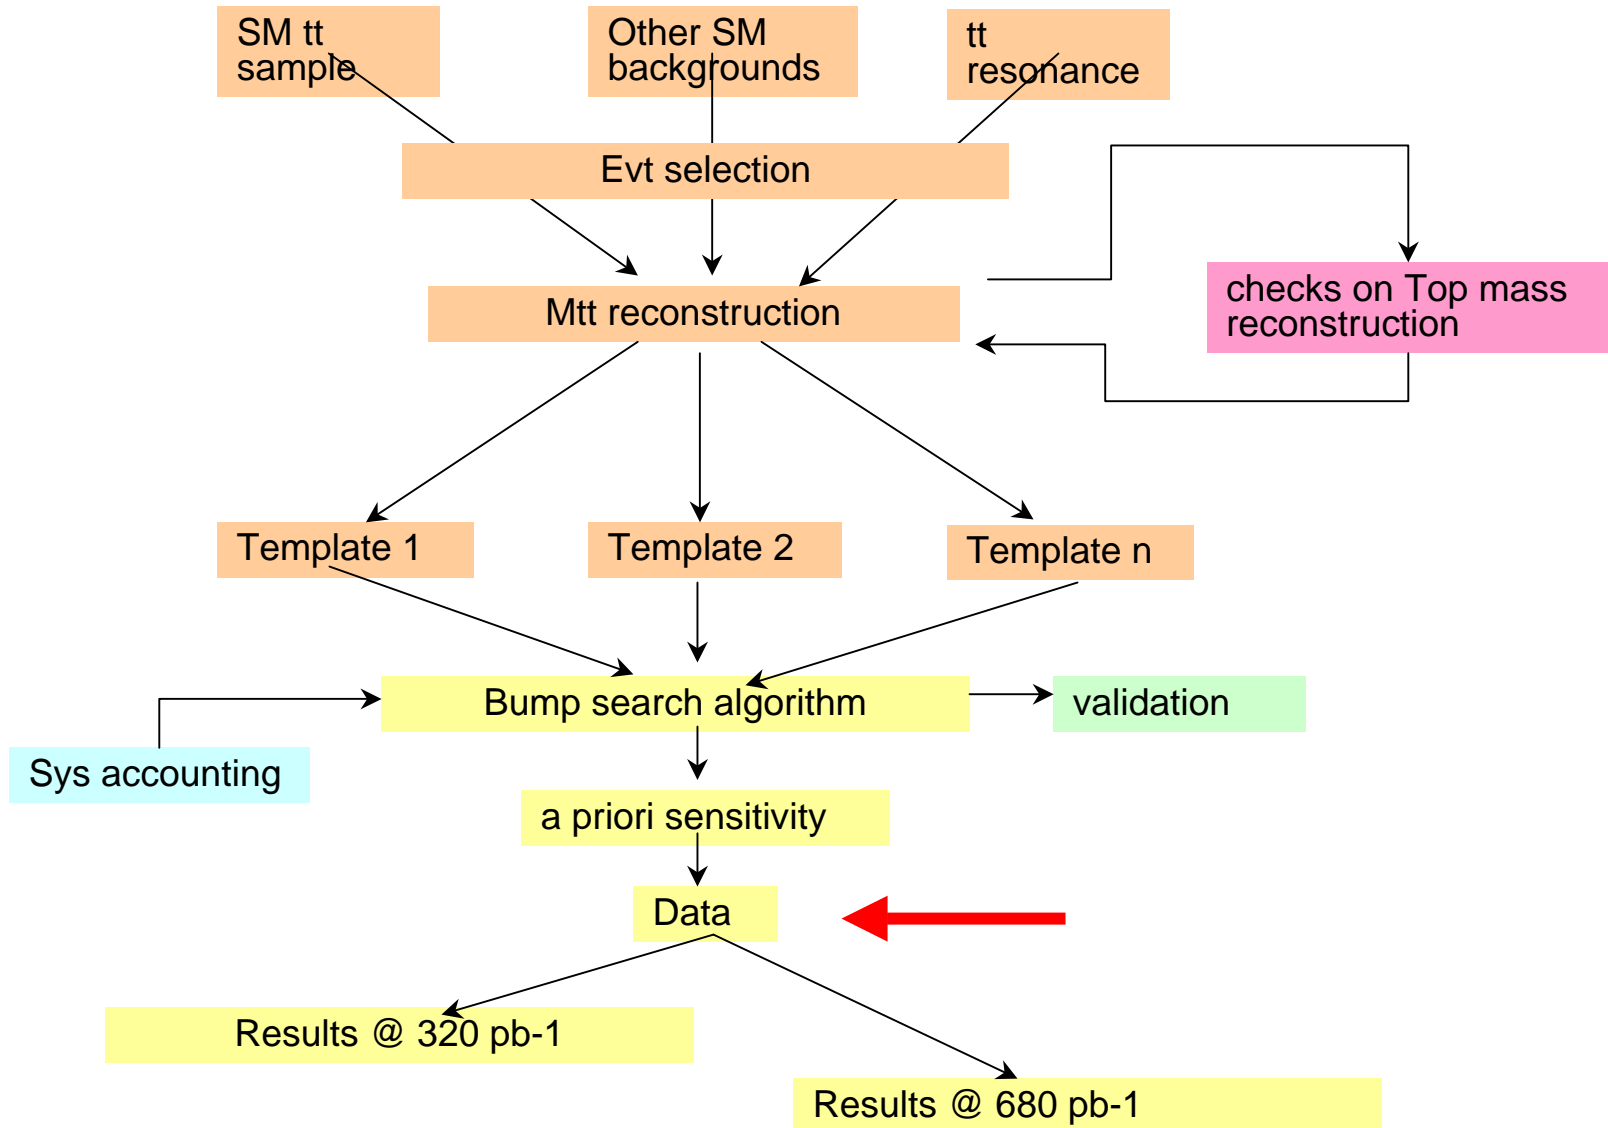 SM tt
sample
Other SM
backgrounds
tt
resonance
Evt selection
Mtt reconstruction
checks on Top mass
reconstruction
Template 1
Template 2
Template n
Bump search algorithm
validation
Sys accounting
a priori sensitivity
Data
Results @ 320 pb-1
Results @ 680 pb-1